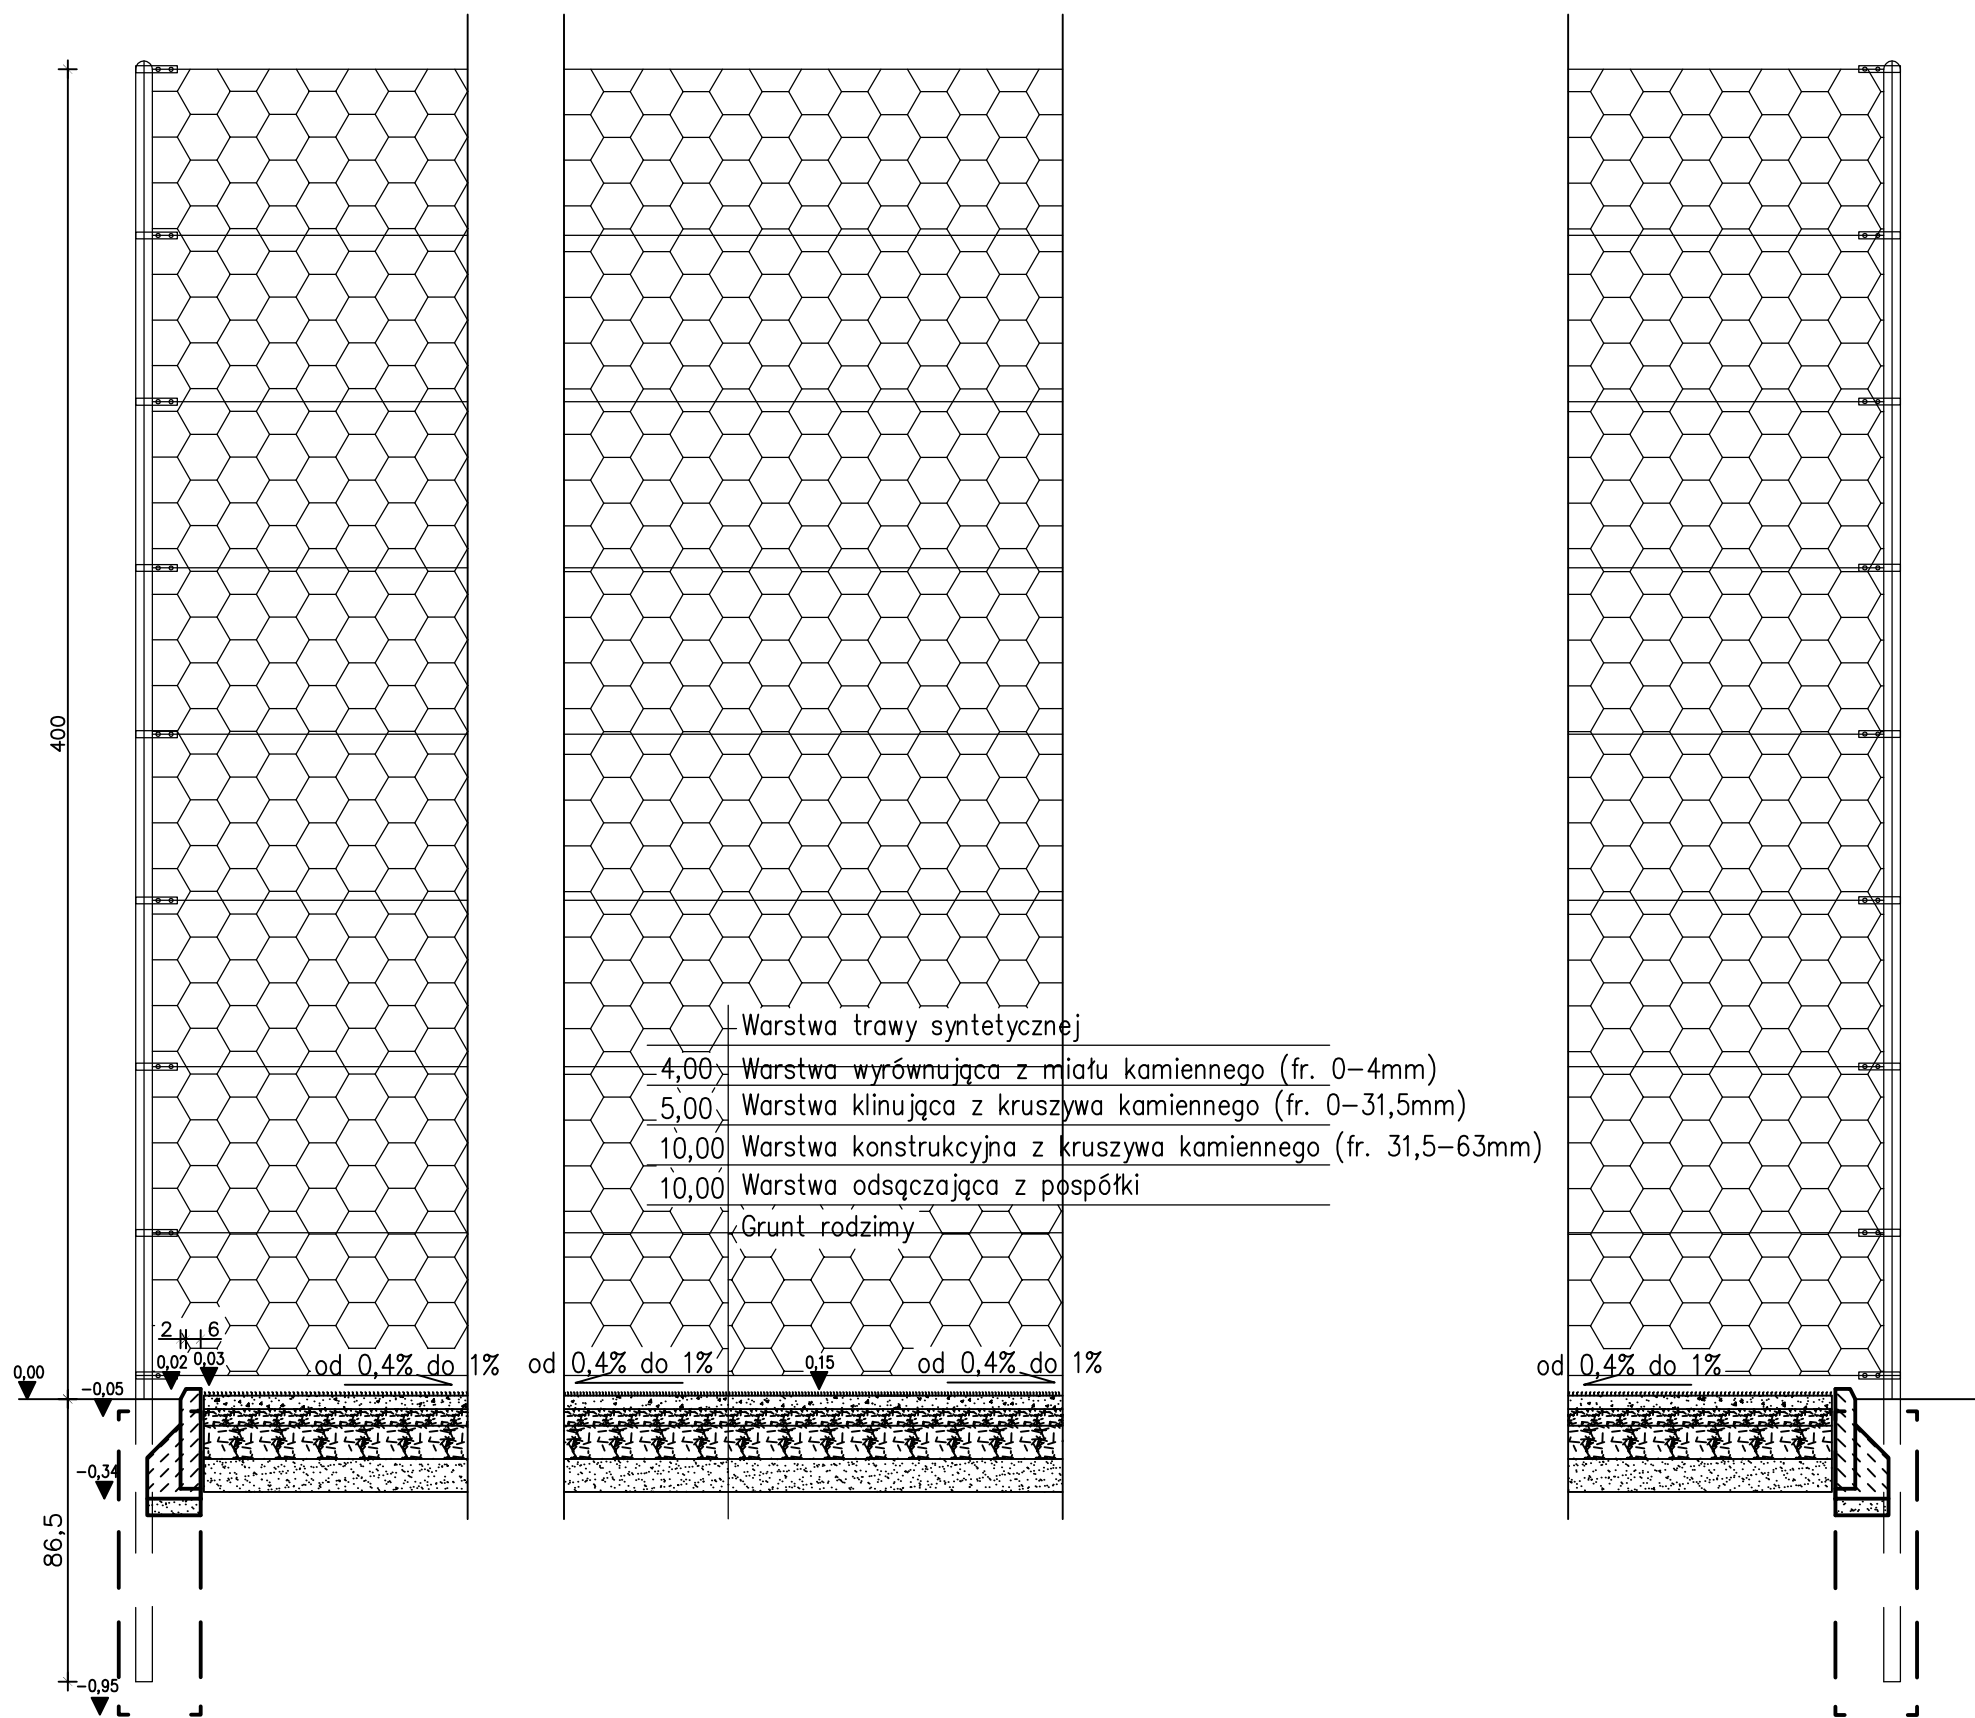 400
Warstwa trawy syntetycznej
4,00 Warstwa wyrównująca z miału kamiennego (fr. 0-4mm)
5,00 Warstwa klinująca z kruszywa kamiennego (fr. 0-31,5mm)
10,00 Warstwa konstrukcyjna z kruszywa kamiennego (fr. 31,5-63mm)
10,00 Warstwa odsączająca z pospółki
Grunt rodzimy
2 6
0,02 0,03
od 0,4% do 1%
od 0,4% do 1%
0,15
od 0,4% do 1%
od 0,4% do 1%
0,00
-0,05
-0,34
86,5
-0,95